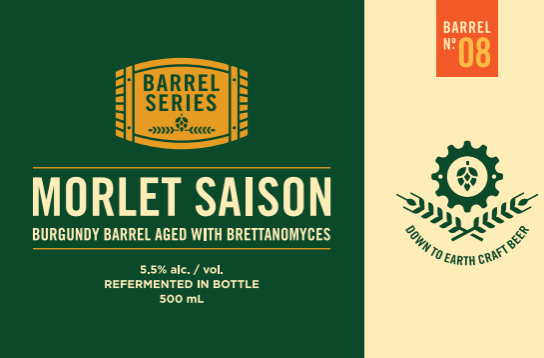 BARREL
SERIES
MORLET SAISON
BURGUNDY BARREL AGED WITH BRETTANOMYCES
5.5% alc. / vol.
REFERMENTED IN BOTTLE
500 mL
BARREL
Nº. 08
DOWN TO EARTH CRAFT BEER